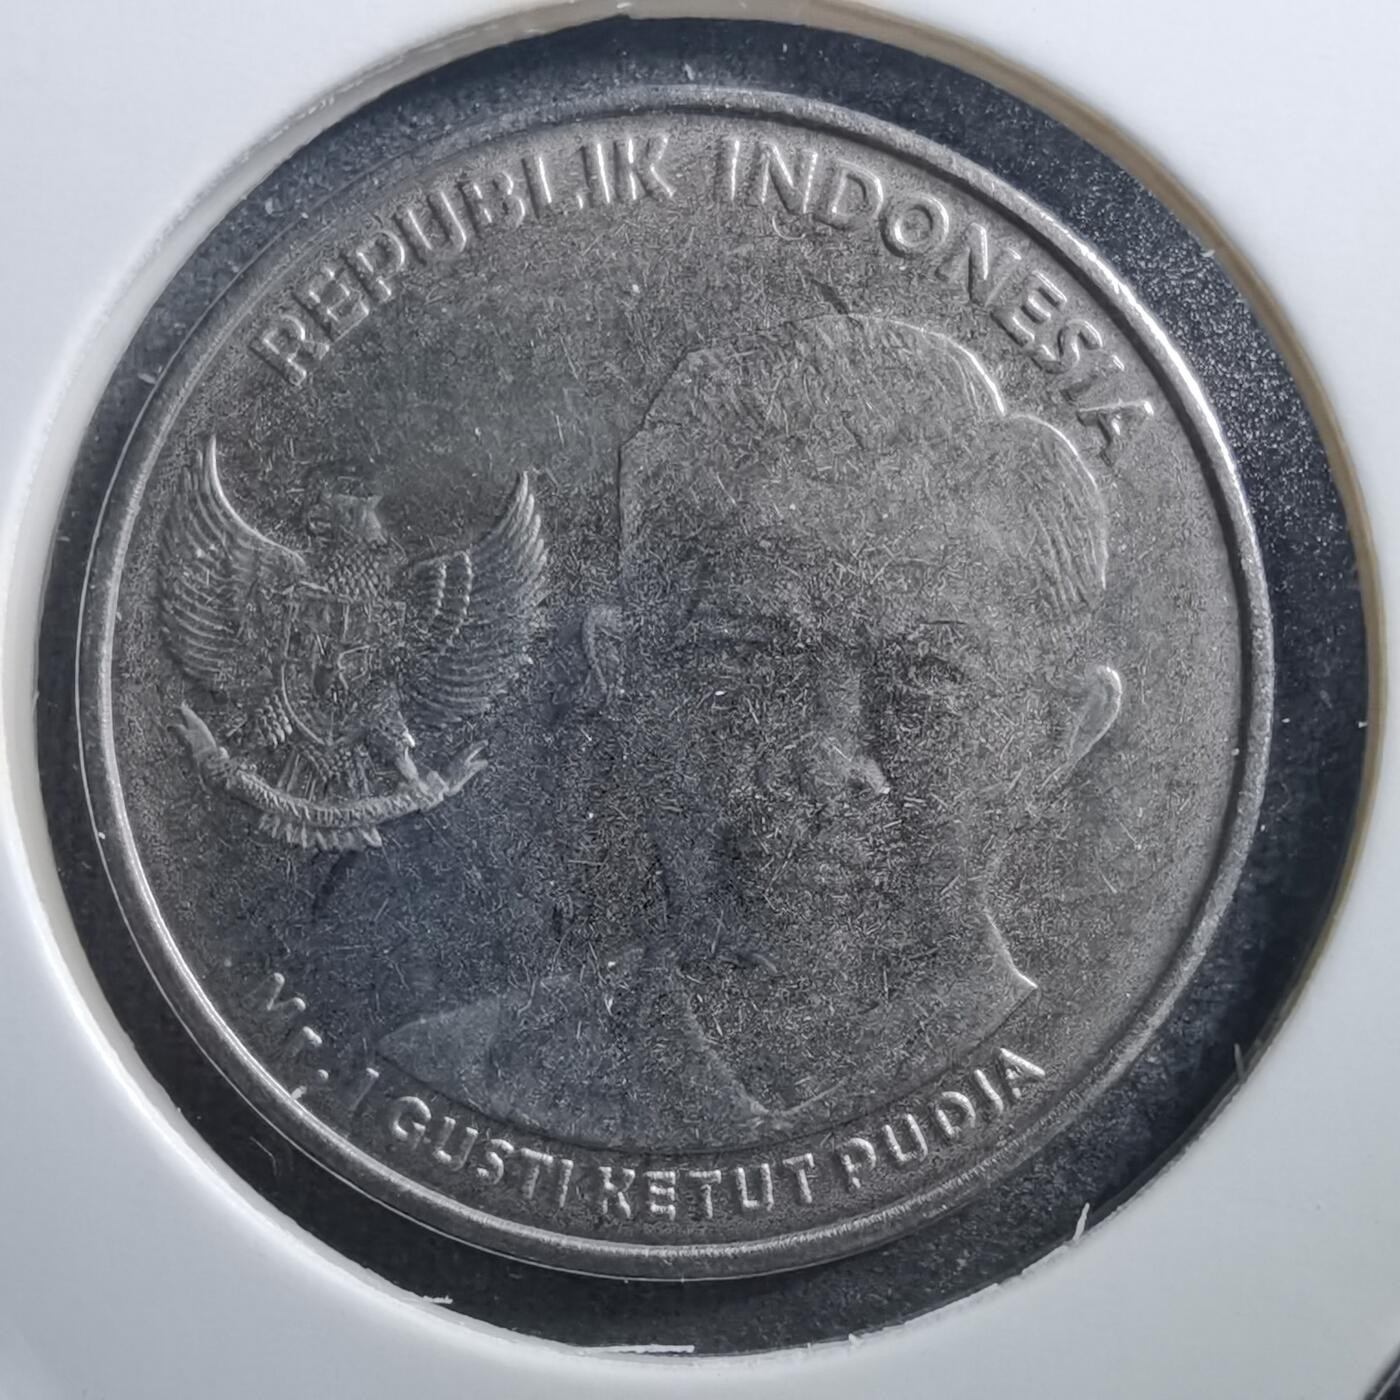 REPUBLIK INDONESIA
MR. I GUSTI KETUT PUDJA